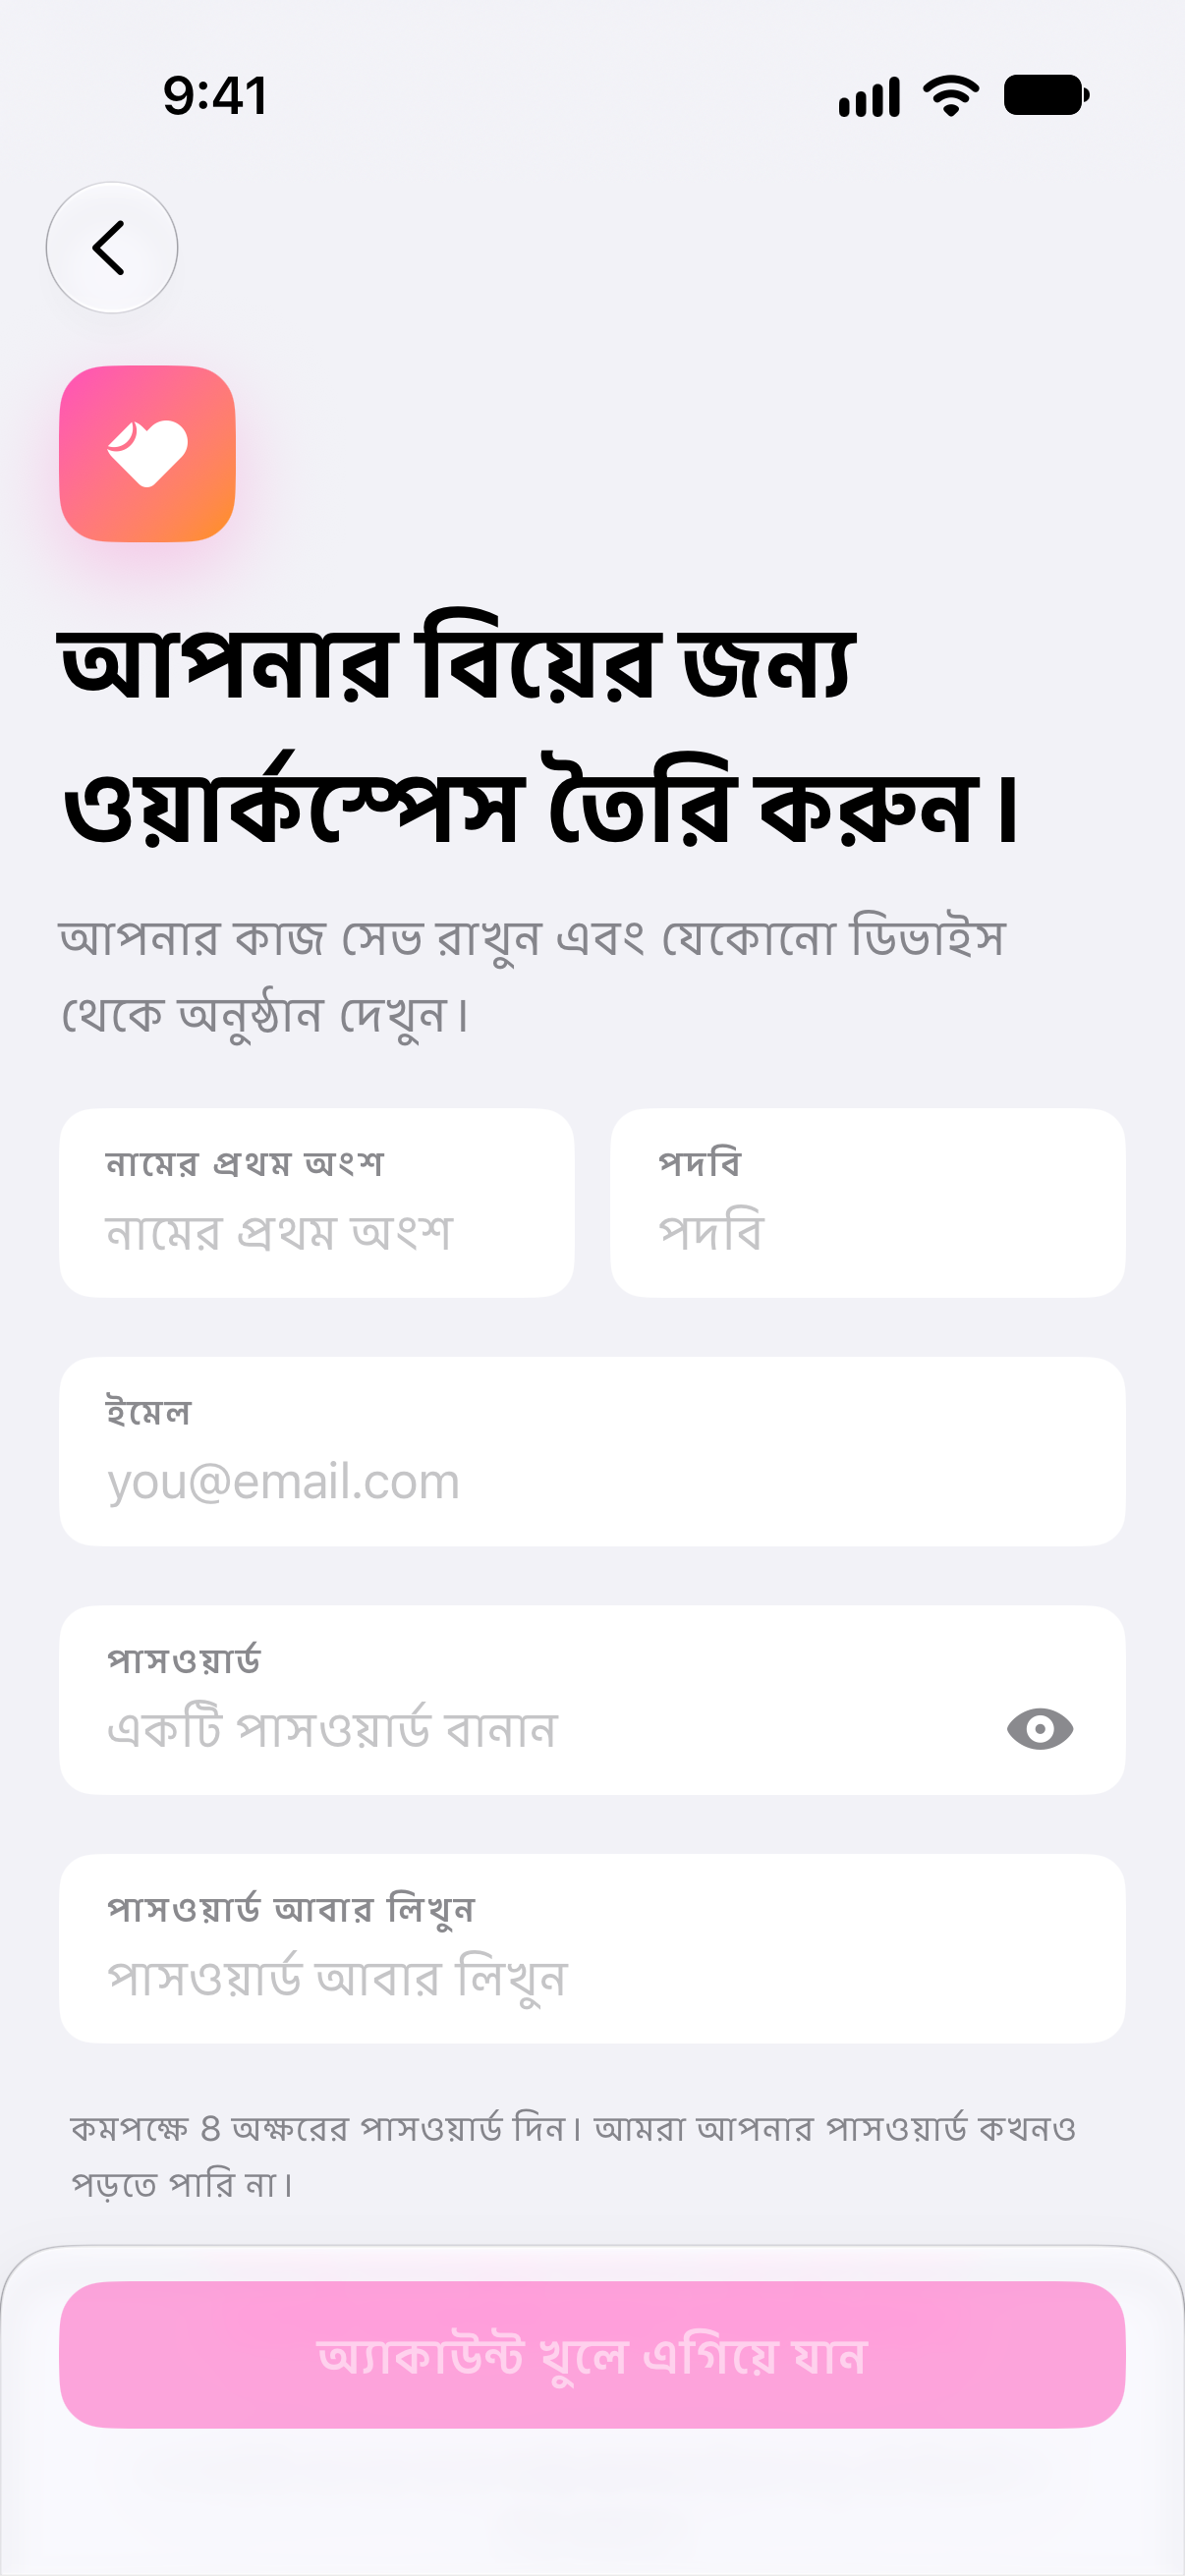 9:41
আপনার বিয়ের জন্য
ওয়ার্কস্পেস তৈরি করুন।
আপনার কাজ সেভ রাখুন এবং যেকোনো ডিভাইস
থেকে অনুষ্ঠান দেখুন।
নামের প্রথম অংশ
নামের প্রথম অংশ
পদবি
পদবি
ইমেল
you@email.com
পাসওয়ার্ড
একটি পাসওয়ার্ড বানান
পাসওয়ার্ড আবার লিখুন
পাসওয়ার্ড আবার লিখুন
কমপক্ষে 8 অক্ষরের পাসওয়ার্ড দিন। আমরা আপনার পাসওয়ার্ড কখনও
পড়তে পারি না।
অ্যাকাউন্ট খুলে এগিয়ে যান